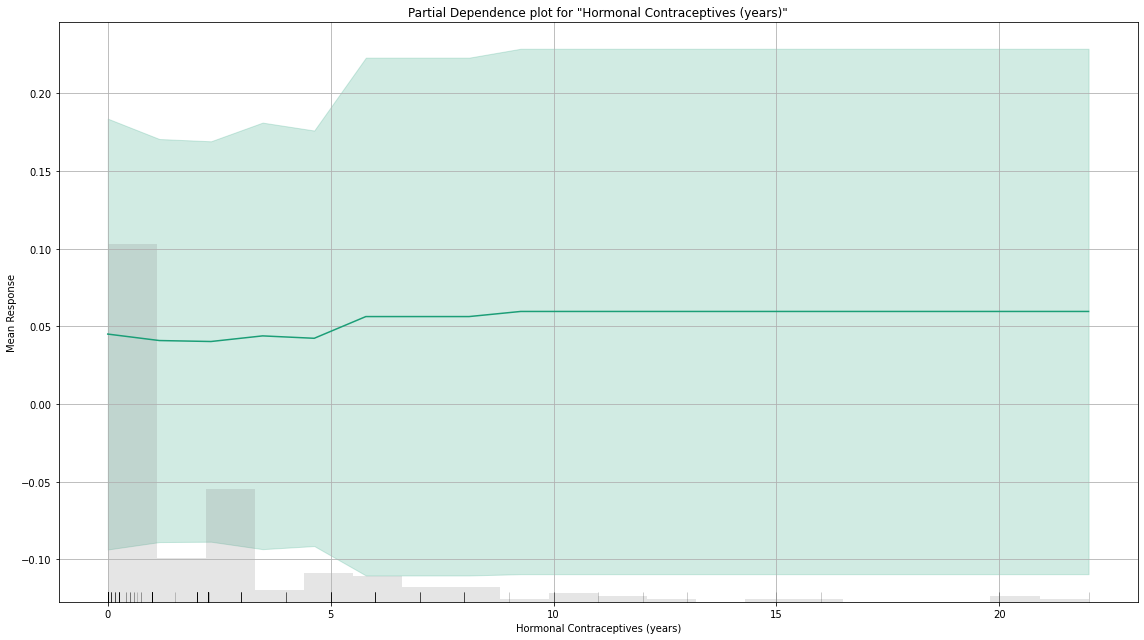 Partial Dependence plot for "Hormonal Contraceptives (years)"
Mean Response
0.20
0.15
0.10
0.05
0.00
−0.05
−0.10
0 5 10 15 20
Hormonal Contraceptives (years)